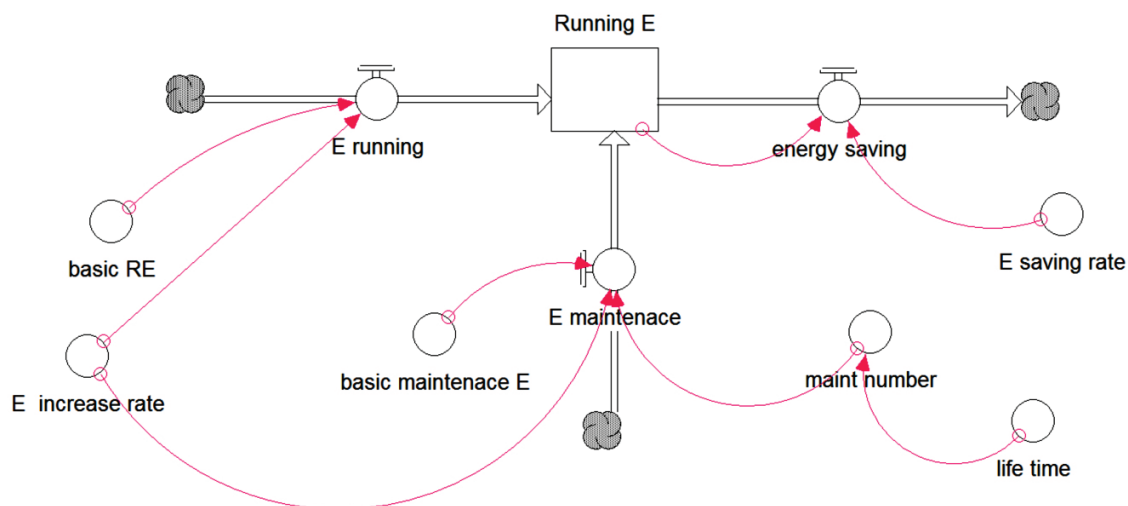 Running E
E running
energy saving
basic RE
E saving rate
E maintenace
basic maintenace E
maint number
E increase rate
life time